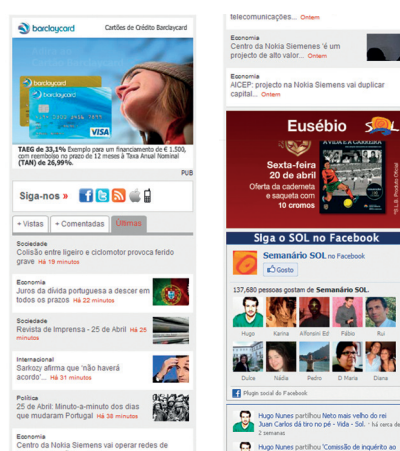 barclaycard
Cartões de Crédito Barclaycard
barclaycard
barclaycard
VISA
TAEG de 33,1% Exemplo para um financiamento de € 1.500,
com reembolso no prazo de 12 meses à Taxa Anual Nominal
(TAN) de 26,99%.
PUB
Siga-nos »
+ Vistas
+ Comentadas
Últimas
Sociedade
Colisão entre ligeiro e ciclomotor provoca ferido
grave Há 19 minutos
Economia
Juros da dívida portuguesa a descer em
todos os prazos Há 22 minutos
Sociedade
Revista de Imprensa - 25 de Abril Há 25
minutos
Internacional
Sarkozy afirma que 'não haverá
acordo'... Há 31 minutos
Política
25 de Abril: Minuto-a-minuto dos dias
que mudaram Portugal Há 38 minutos
Economia
Centro da Nokia Siemens vai operar redes de
telecomunicações... Ontem
Economia
Centro da Nokia Siemenes 'é um
projecto de alto valor... Ontem
Economia
AICEP: projecto na Nokia Siemens vai duplicar
capital... Ontem
Eusébio
SOL
A VIDA E A CARREIRA
Sexta-feira
20 de abril
Oferta da caderneta
e saqueta com
10 cromos
*S.L.B. Produto Oficial
Siga o SOL no Facebook
Semanário SOL no Facebook
Gosto
137,680 pessoas gostam de Semanário SOL.
Hugo
Karina
Alfonsini Ed
Fábio
Rui
Dulce
Nádia
Pedro
D Maria
Diana
Plugin social do Facebook
Hugo Nunes partilhou Neto mais velho do rei
Juan Carlos dá tiro no pé - Vida - Sol. · há cerca de
2 semanas
Hugo Nunes partilhou 'Comissão de inquérito ao